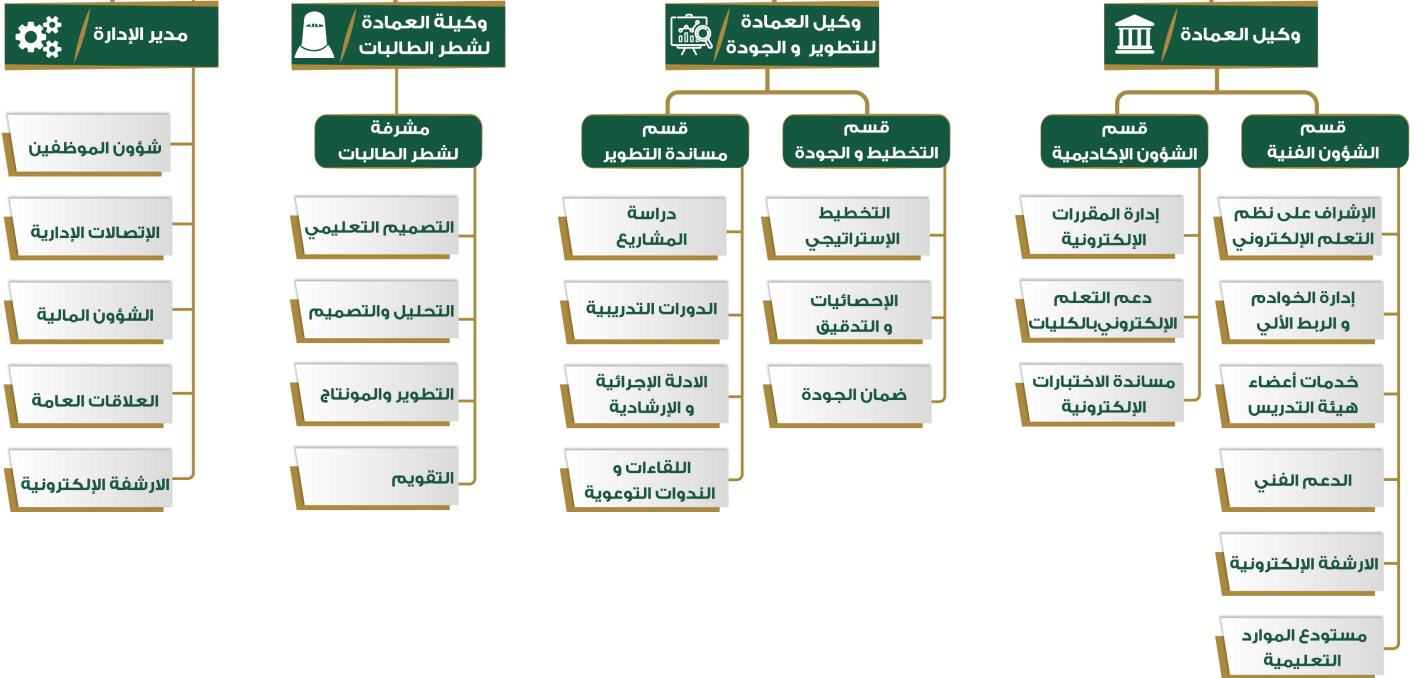 وكيل العمادة
قسم
الشؤون الفنية
الإشراف على نظم
التعلم الإلكتروني
إدارة الخوادم
و الربط الألي
خدمات أعضاء
هيئة التدريس
الدعم الفني
الارشفة الإلكترونية
مستودع الموارد
التعليمية
قسم
الشؤون الإكاديمية
إدارة المقررات
الإلكترونية
دعم التعلم
الإلكترونيبالكليات
مساندة الاختبارات
الإلكترونية
وكيل العمادة
للتطوير و الجودة
قسم
التخطيط و الجودة
التخطيط
الإستراتيجي
الإحصائيات
و التدقيق
ضمان الجودة
قسم
مساندة التطوير
دراسة
المشاريع
الدورات التدريبية
الادلة الإجرائية
و الإرشادية
اللقاءات و
الندوات التوعوية
وكيلة العمادة
لشطر الطالبات
مشرفة
لشطر الطالبات
التصميم التعليمي
التحليل والتصميم
التطوير والمونتاج
التقويم
مدير الإدارة
شؤون الموظفين
الإتصالات الإدارية
الشؤون المالية
العلاقات العامة
الارشفة الإلكترونية